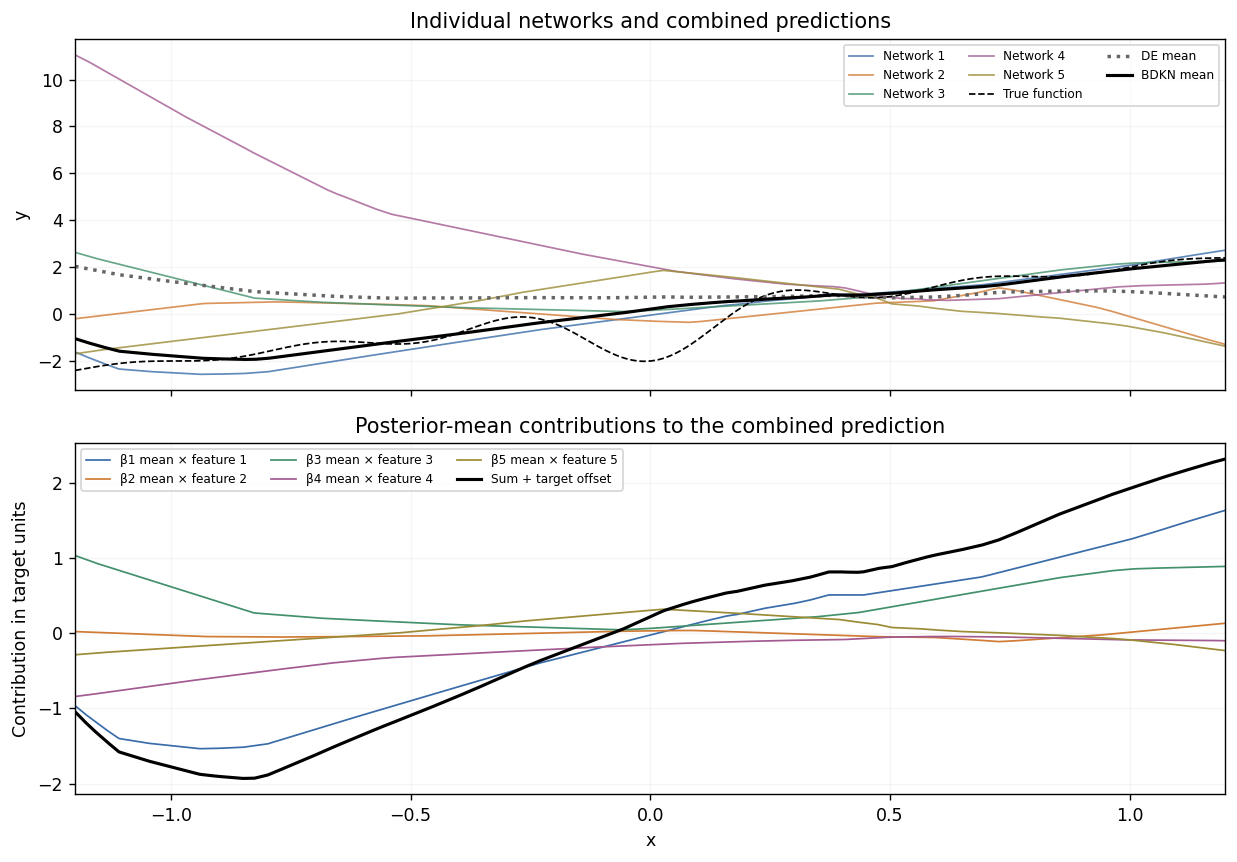 Individual networks and combined predictions
Network 1
Network 2
Network 3
Network 4
Network 5
True function
DE mean
BDKN mean
10
8
6
4
2
0
−2
y
Posterior-mean contributions to the combined prediction
β1 mean × feature 1
β2 mean × feature 2
β3 mean × feature 3
β4 mean × feature 4
β5 mean × feature 5
Sum + target offset
2
1
0
−1
−2
Contribution in target units
−1.0
−0.5
0.0
0.5
1.0
x